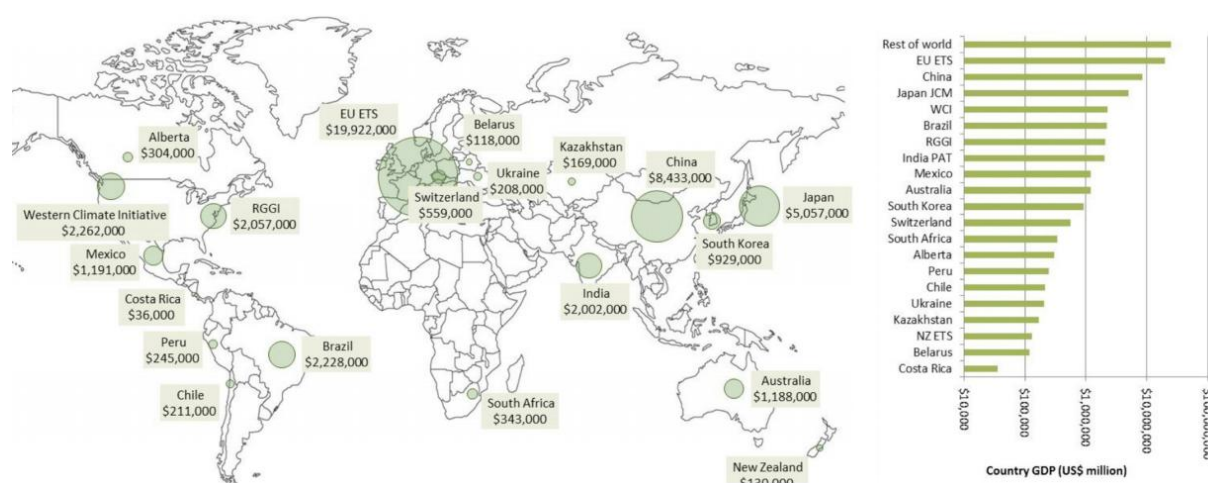 EU ETS
$19,922,000
Belarus
$118,000
Alberta
$304,000
Kazakhstan
$169,000
China
$8,433,000
Ukraine
$208,000
Switzerland
$559,000
Japan
$5,057,000
Western Climate Initiative
$2,262,000
RGGI
$2,057,000
South Korea
$929,000
Mexico
$1,191,000
India
$2,002,000
Costa Rica
$36,000
Peru
$245,000
Brazil
$2,228,000
Chile
$211,000
South Africa
$343,000
Australia
$1,188,000
New Zealand
Rest of world
EU ETS
China
Japan JCM
WCI
Brazil
RGGI
India PAT
Mexico
Australia
South Korea
Switzerland
South Africa
Alberta
Peru
Chile
Ukraine
Kazakhstan
NZ ETS
Belarus
Costa Rica
$10,000
$100,000
$1,000,000
$10,000,000
$100,000,000
Country GDP (US$ million)